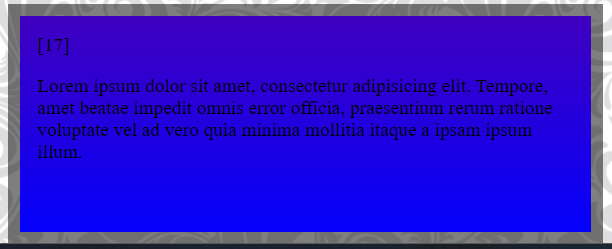 [17]
Lorem ipsum dolor sit amet, consectetur adipisicing elit. Tempore,
amet beatae impedit omnis error officia, praesentium rerum ratione
voluptate vel ad vero quia minima mollitia itaque a ipsam ipsum
illum.